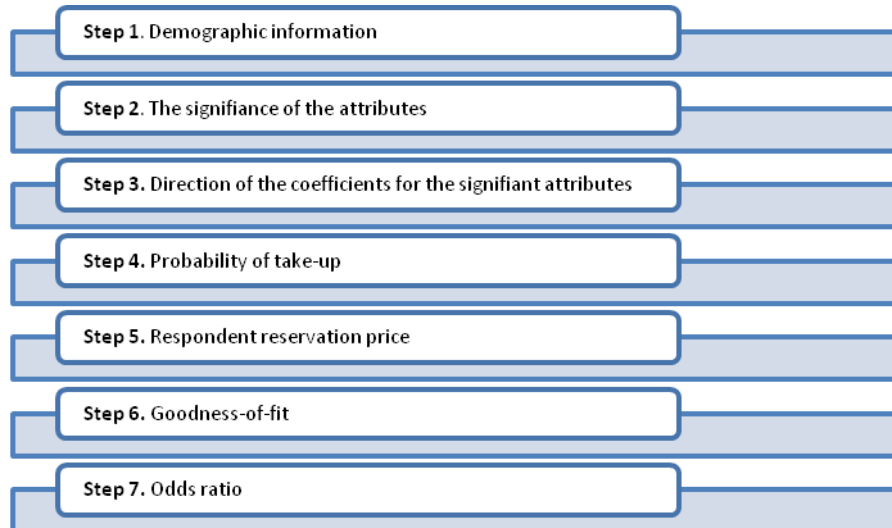 Step 1. Demographic information
Step 2. The signifiance of the attributes
Step 3. Direction of the coefficients for the signifiant attributes
Step 4. Probability of take-up
Step 5. Respondent reservation price
Step 6. Goodness-of-fit
Step 7. Odds ratio